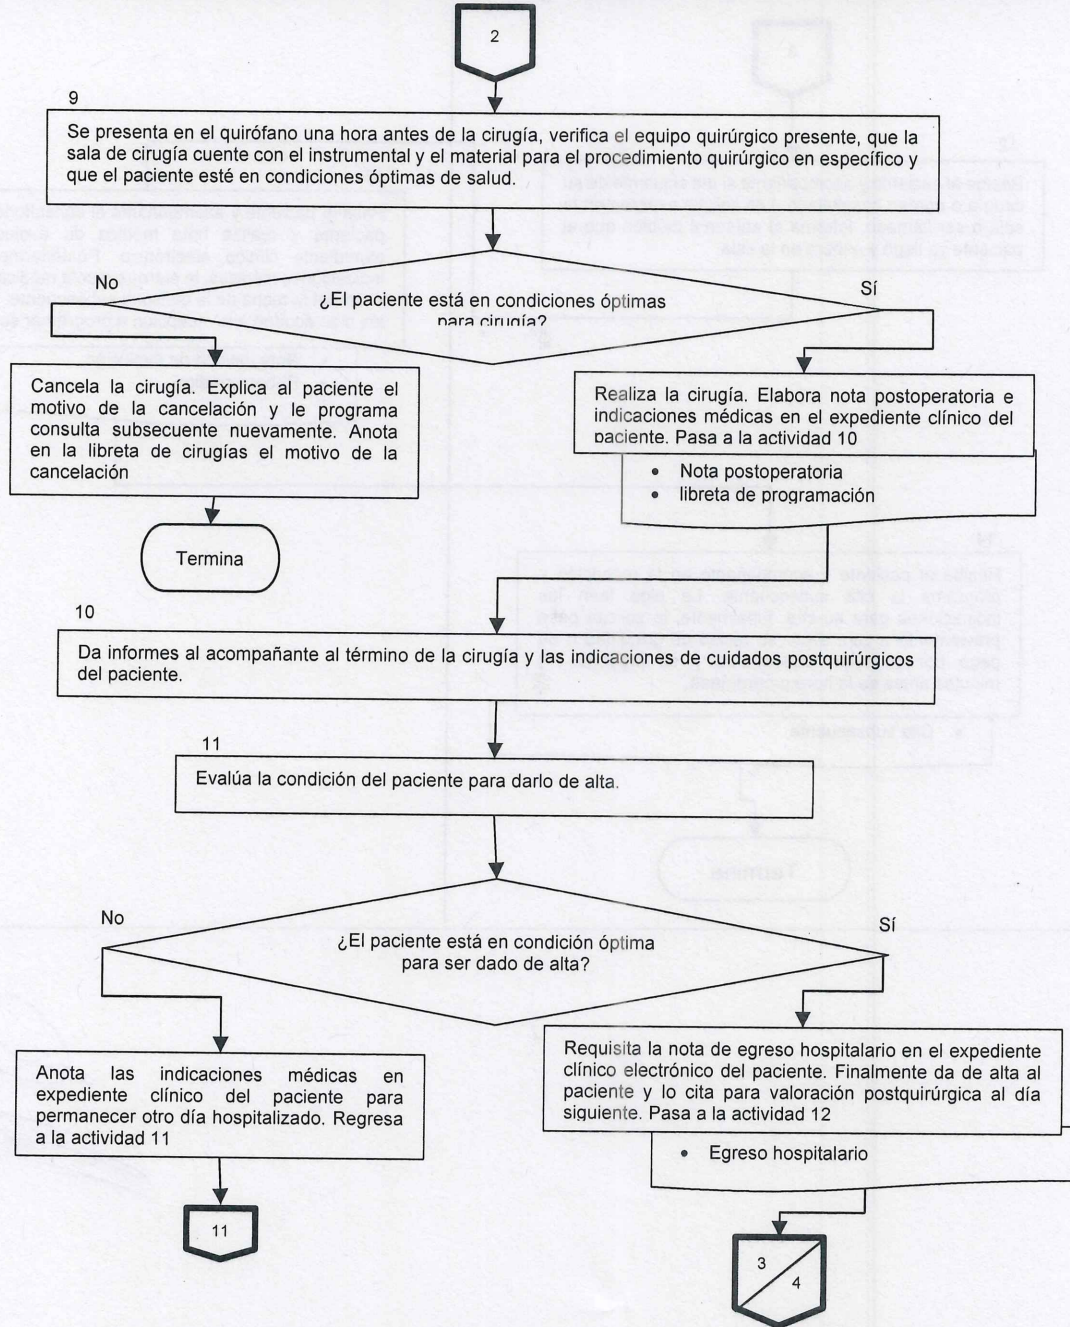 2
9
Se presenta en el quirófano una hora antes de la cirugía, verifica el equipo quirúrgico presente, que la
sala de cirugía cuente con el instrumental y el material para el procedimiento quirúrgico en específico y
que el paciente esté en condiciones óptimas de salud.
No
¿El paciente está en condiciones óptimas
para cirugía?
Sí
Cancela la cirugía. Explica al paciente el
motivo de la cancelación y le programa
consulta subsecuente nuevamente. Anota
en la libreta de cirugías el motivo de la
cancelación
Realiza la cirugía. Elabora nota postoperatoria e
indicaciones médicas en el expediente clínico del
paciente. Pasa a la actividad 10
• Nota postoperatoria
• libreta de programación
Termina
10
Da informes al acompañante al término de la cirugía y las indicaciones de cuidados postquirúrgicos
del paciente.
11
Evalúa la condición del paciente para darlo de alta.
No
¿El paciente está en condición óptima
para ser dado de alta?
Sí
Anota las indicaciones médicas en
expediente clínico del paciente para
permanecer otro día hospitalizado. Regresa
a la actividad 11
Requisita la nota de egreso hospitalario en el expediente
clínico electrónico del paciente. Finalmente da de alta al
paciente y lo cita para valoración postquirúrgica al día
siguiente. Pasa a la actividad 12
• Egreso hospitalario
11
3
4